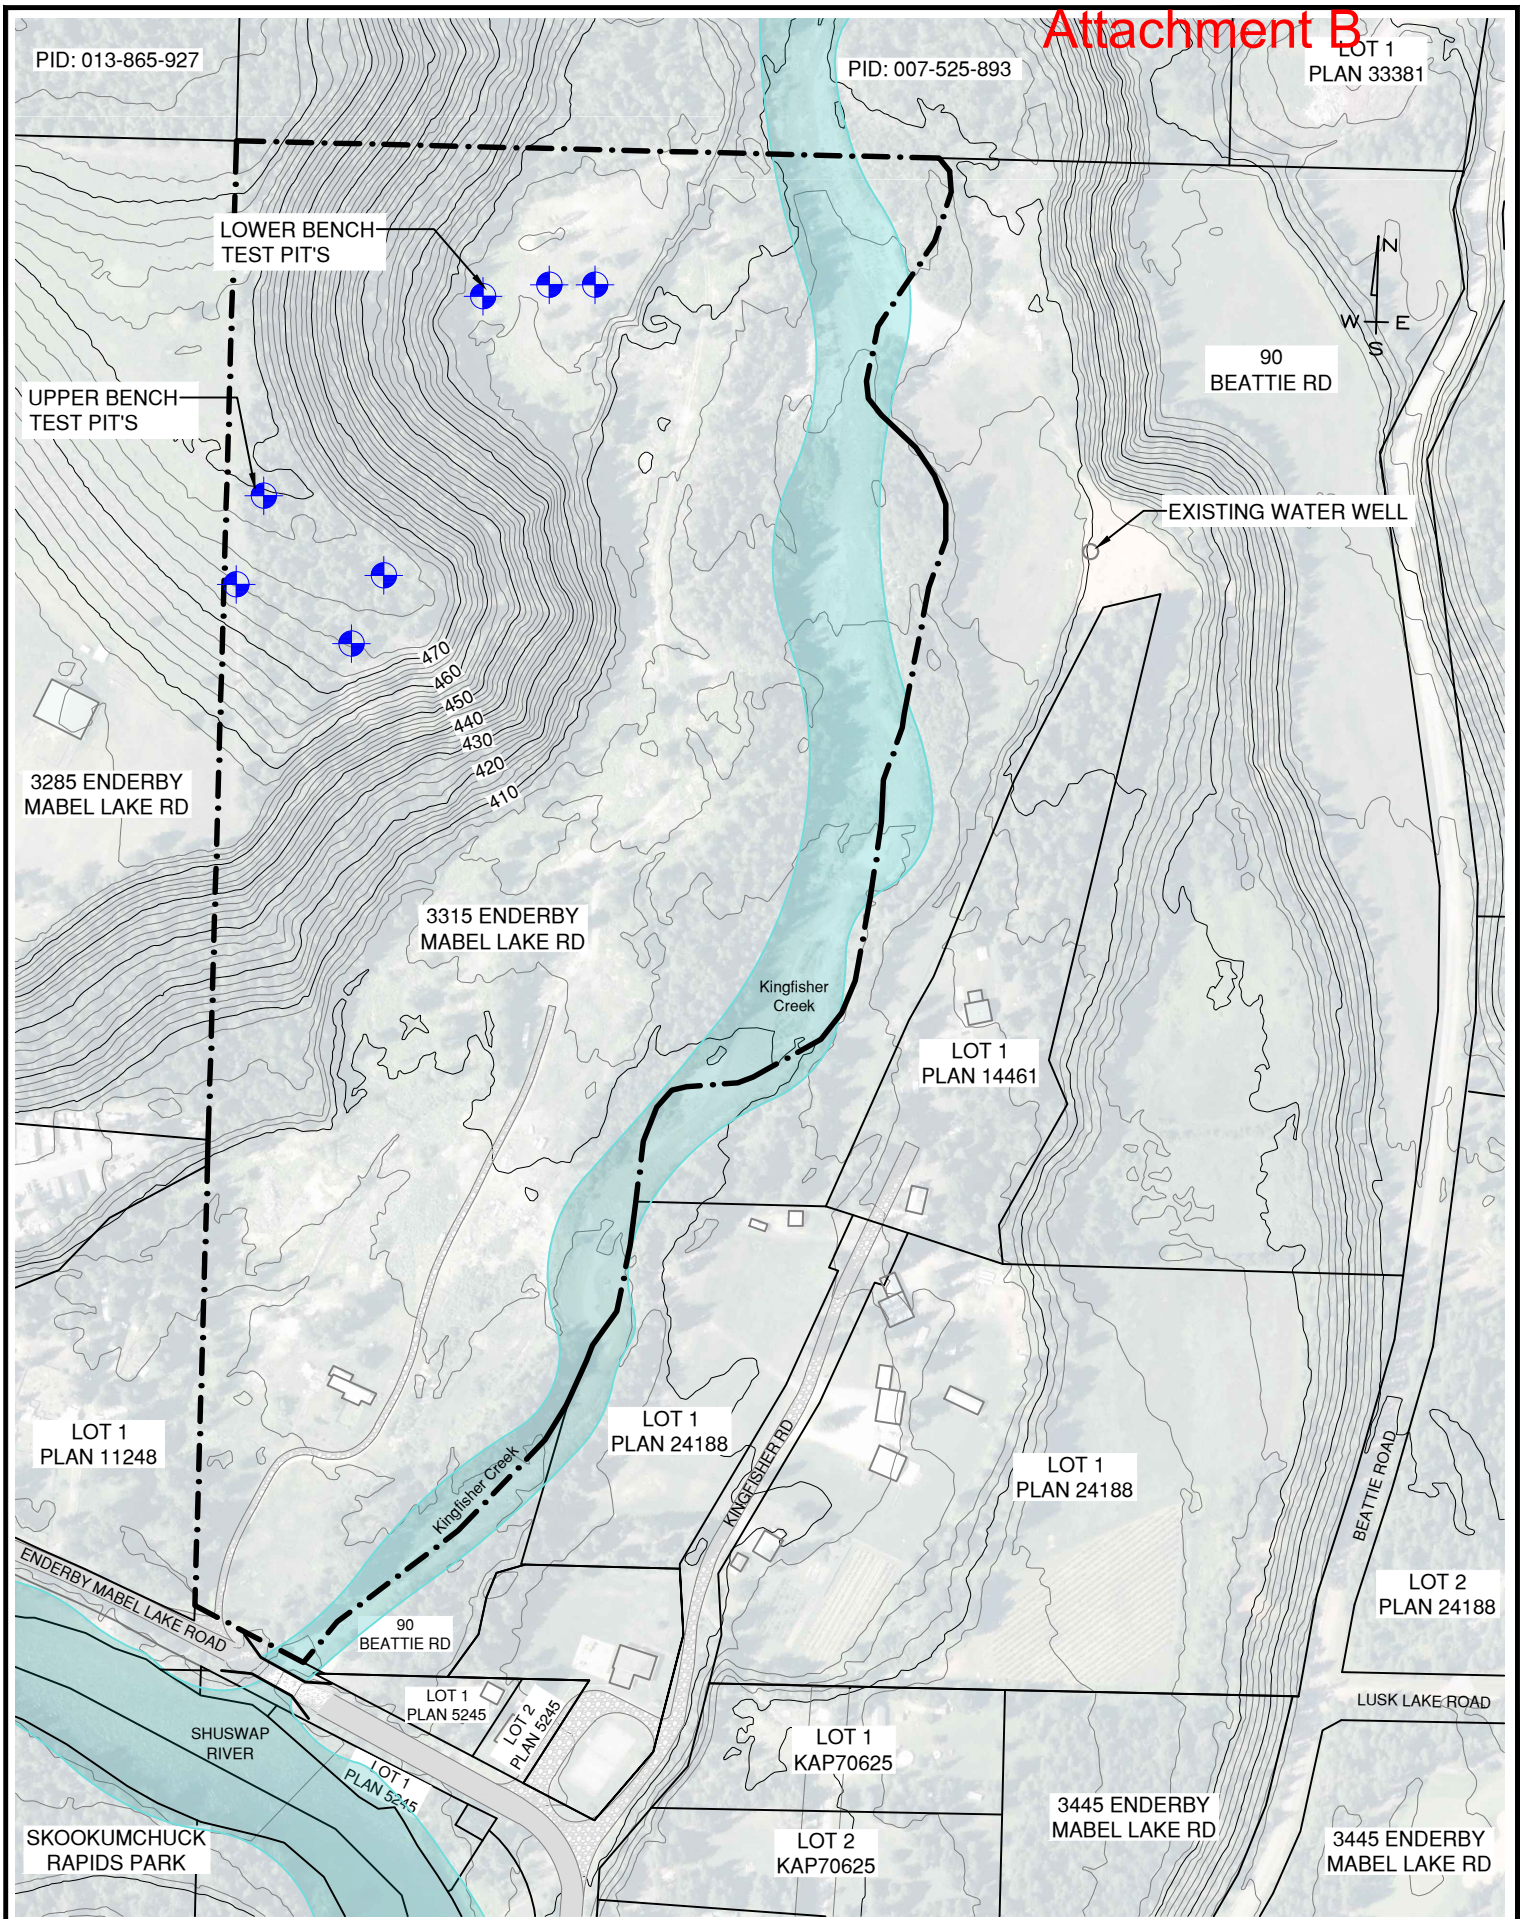 Attachment B
PID: 013-865-927
PID: 007-525-893
LOT 1
PLAN 33381
LOWER BENCH
TEST PIT'S
N
W
E
S
90
BEATTIE RD
UPPER BENCH
TEST PIT'S
EXISTING WATER WELL
470
460
450
440
430
420
410
3285 ENDERBY
MABEL LAKE RD
3315 ENDERBY
MABEL LAKE RD
Kingfisher
Creek
LOT 1
PLAN 14461
LOT 1
PLAN 11248
LOT 1
PLAN 24188
Kingfisher Creek
KINGFISHER RD
LOT 1
PLAN 24188
BEATTIE ROAD
ENDERBY MABEL LAKE ROAD
90
BEATTIE RD
LOT 2
PLAN 24188
LOT 1
PLAN 5245
LOT 2
PLAN 5245
LUSK LAKE ROAD
SHUSWAP
RIVER
LOT 1
PLAN 5245
LOT 1
KAP70625
3445 ENDERBY
MABEL LAKE RD
SKOOKUMCHUCK
RAPIDS PARK
LOT 2
KAP70625
3445 ENDERBY
MABEL LAKE RD